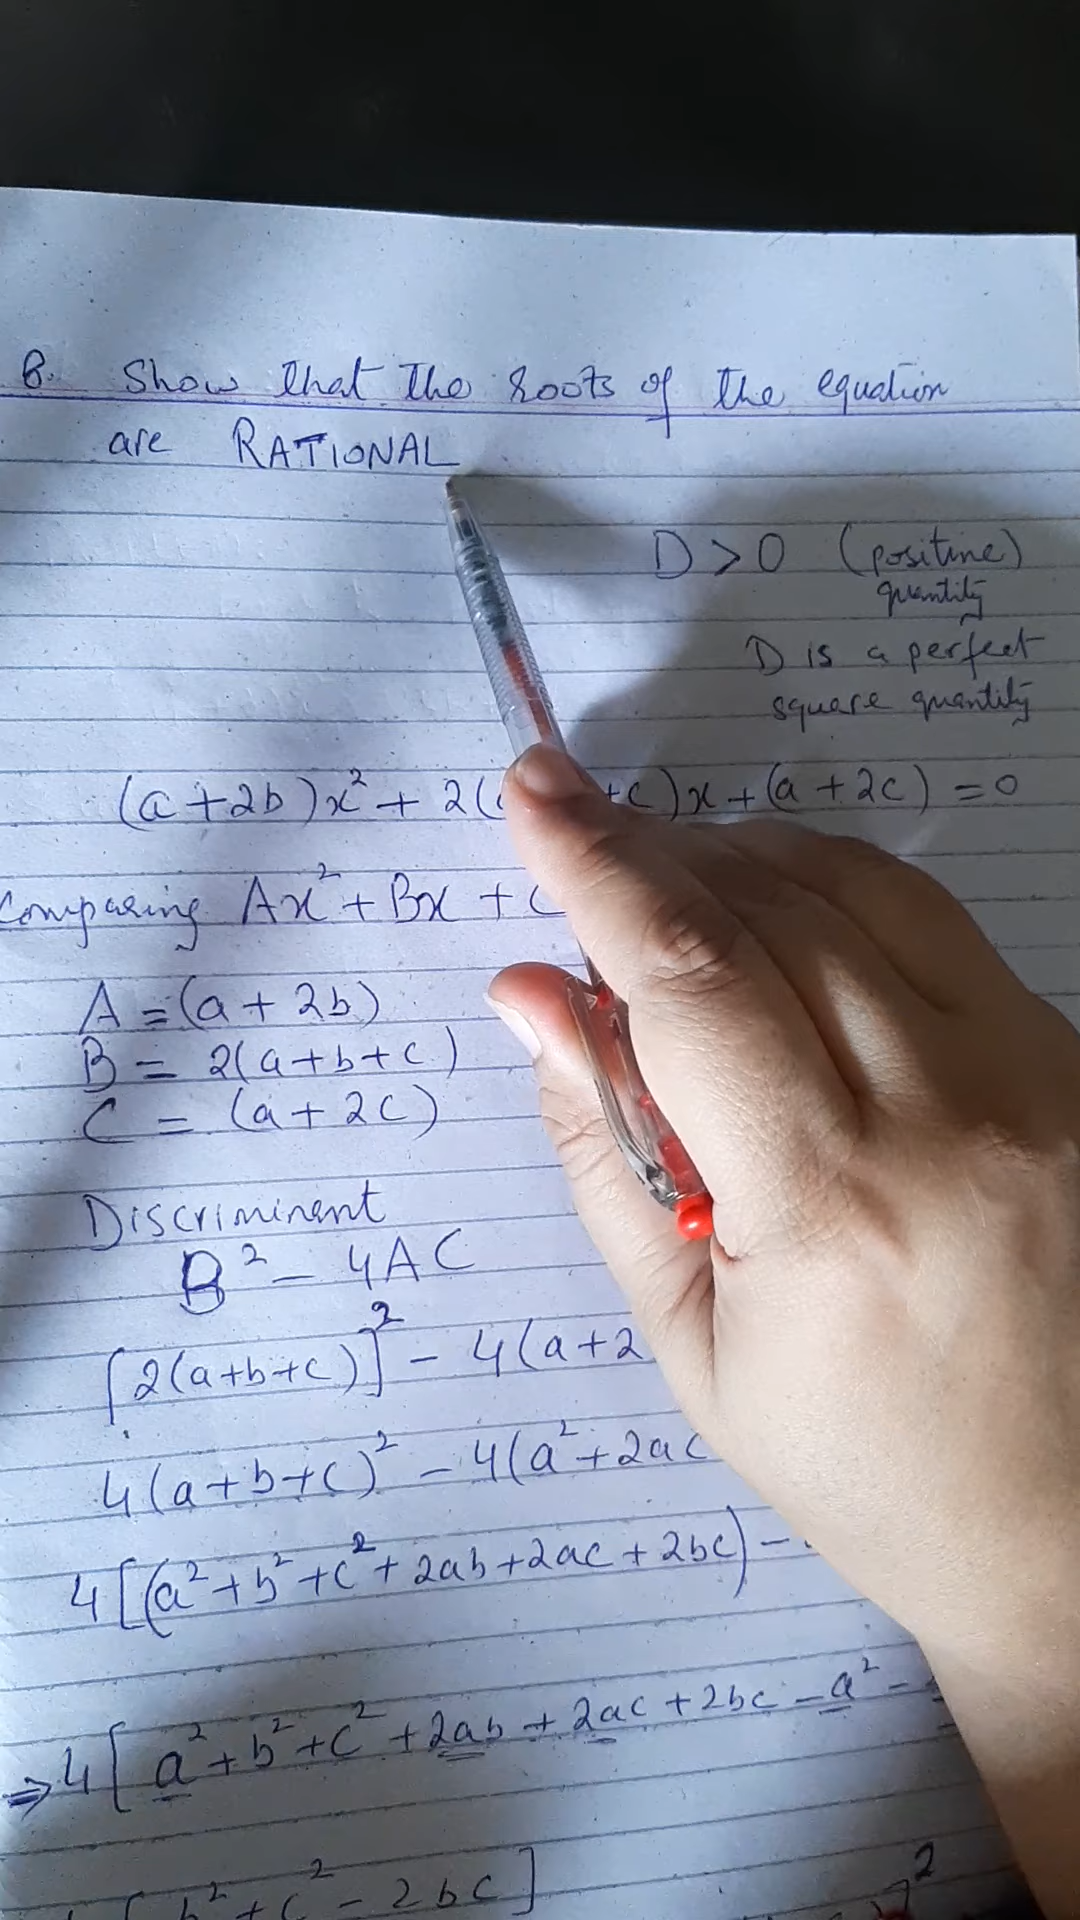 8. Show that the roots of the equation
are RATIONAL
D > 0 (positive)
quantity
D is a perfect
square quantity
(a + 2b)x² + 2( +c)x + (a + 2c) = 0
Comparing Ax² + Bx + C
A = (a + 2b)
B = 2(a+b+c)
C = (a + 2c)
Discriminant
B² - 4AC
[2(a+b+c)]² - 4(a+2
4(a+b+c)² - 4(a² + 2ac
4[(a² + b² + c² + 2ab + 2ac + 2bc) -
⇒ 4[a² + b² + c² + 2ab + 2ac + 2bc - a² -
[b² + c² - 2bc] )]²